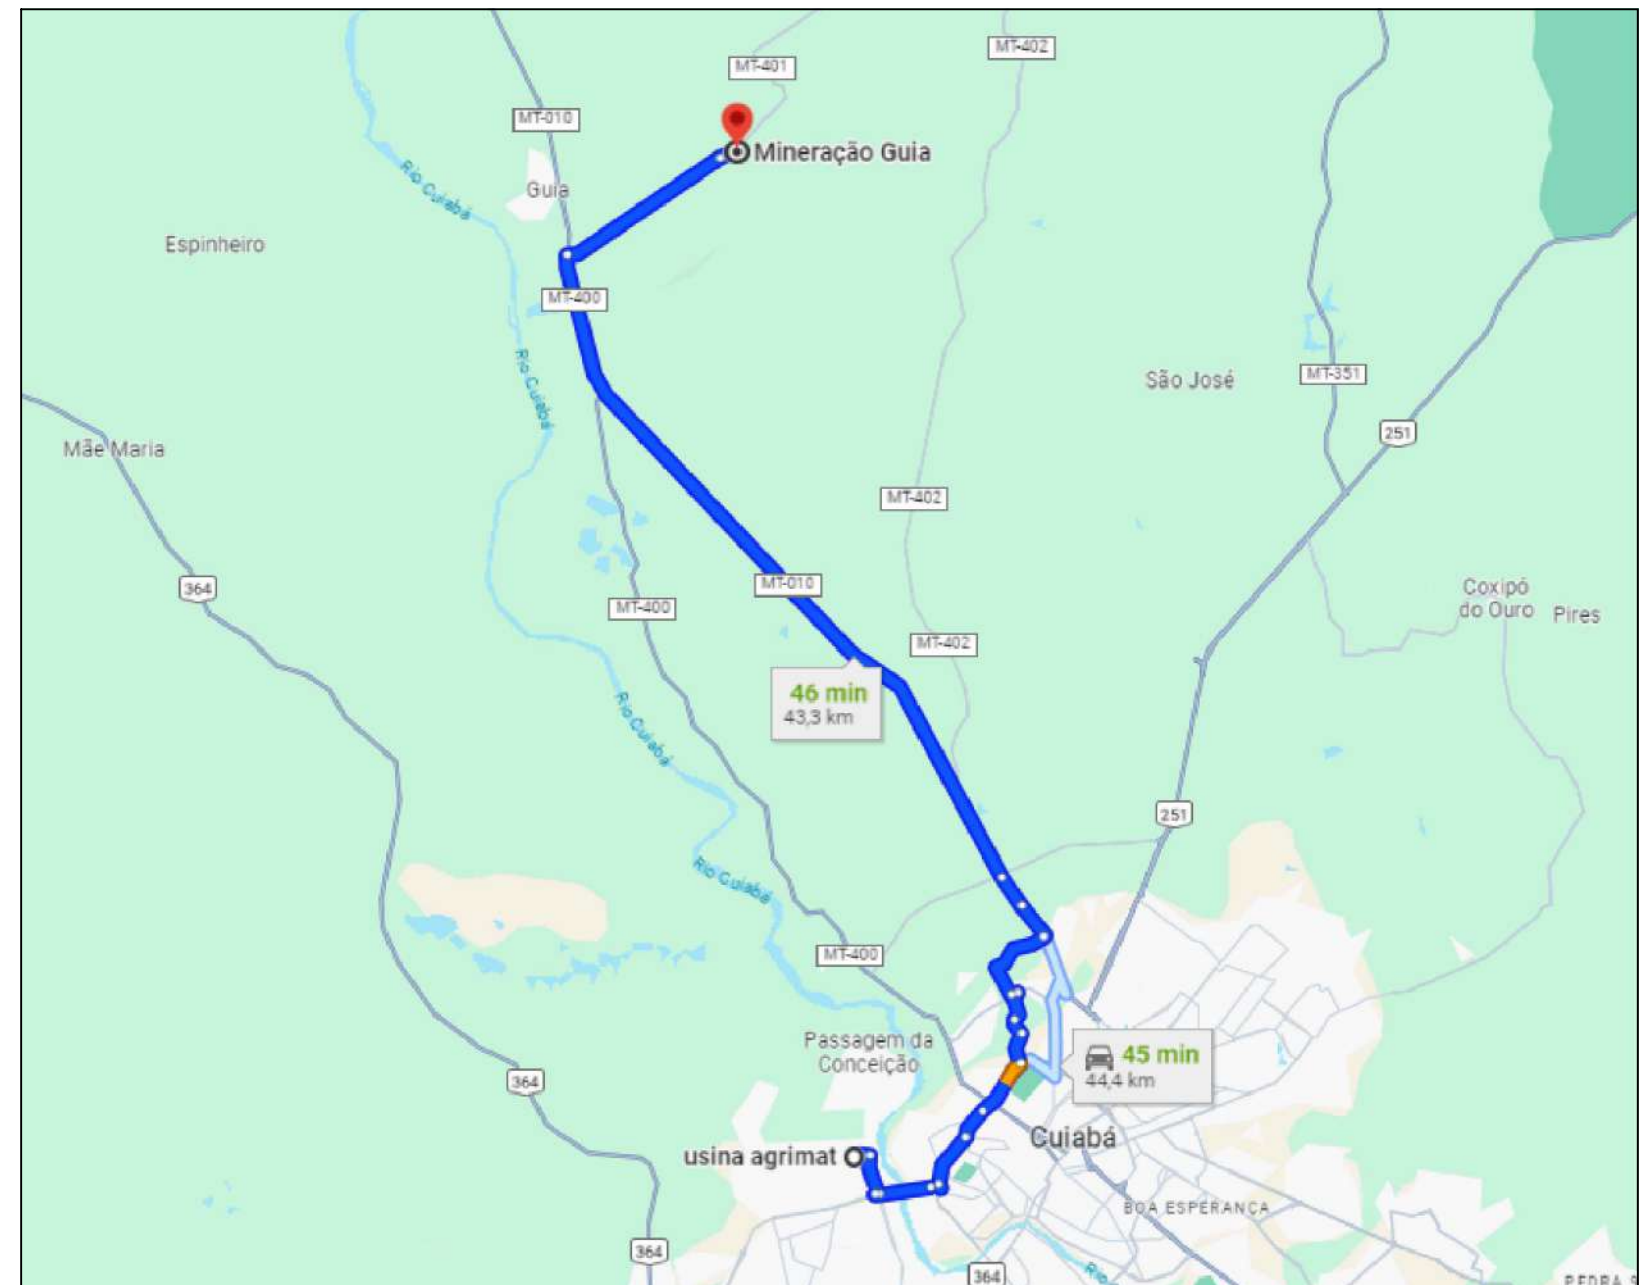 MT-402
MT-401
MT-010
Mineração Guia
Rio Cuiabá
Guia
Espinheiro
MT-400
Rio Cuiabá
São José
MT-351
251
Mãe Maria
MT-402
364
MT-010
MT-400
Coxipó
do Ouro
Pires
MT-402
46 min
43,3 km
Rio Cuiabá
251
Rio Cuiabá
MT-400
Passagem da
Conceição
45 min
44,4 km
364
Cuiabá
usina agrimat
BOA ESPERANÇA
364
364
Rio
PEDRA